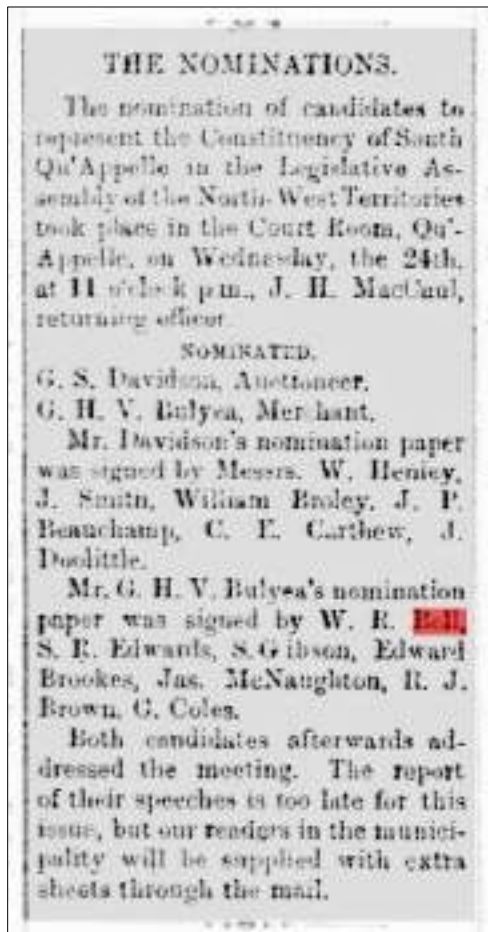 THE NOMINATIONS.
The nomination of candidates to
represent the Constituency of South
Qu'Appelle in the Legislative As-
sembly of the North-West Territories
took place in the Court Room, Qu'-
Appelle, on Wednesday, the 24th,
at 11 o'clock p.m., J. H. MacCaul,
returning officer
NOMINATED.
G. S. Davidson, Auctioneer.
G. H. V. Bulyea, Merchant.
Mr. Davidson's nomination paper
was signed by Messrs. W. Henley,
J. Smith, William Broley, J. P.
Beauchamp, C. E. Carthew, J.
Doolittle.
Mr. G. H. V. Bulyea's nomination
paper was signed by W. R. Bell,
S. R. Edwards, S. Gibson, Edward
Brookes, Jas. McNaughton, R. J.
Brown, G. Coles.
Both candidates afterwards ad-
dressed the meeting. The report
of their speeches is too late for this
issue, but our readers in the munici-
pality will be supplied with extra
sheets through the mail.